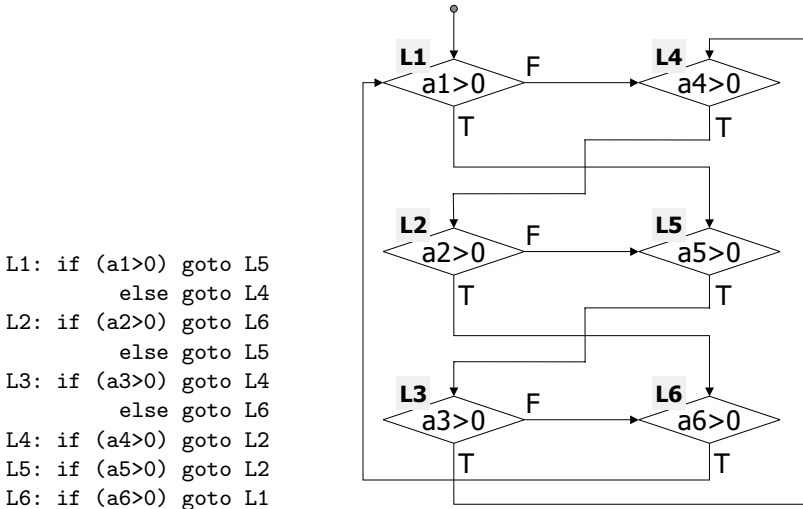 L1: if (a1>0) goto L5
else goto L4
L2: if (a2>0) goto L6
else goto L5
L3: if (a3>0) goto L4
else goto L6
L4: if (a4>0) goto L2
L5: if (a5>0) goto L2
L6: if (a6>0) goto L1
L1
a1>0
F
T
L4
a4>0
T
L2
a2>0
F
T
L5
a5>0
T
L3
a3>0
F
T
L6
a6>0
T